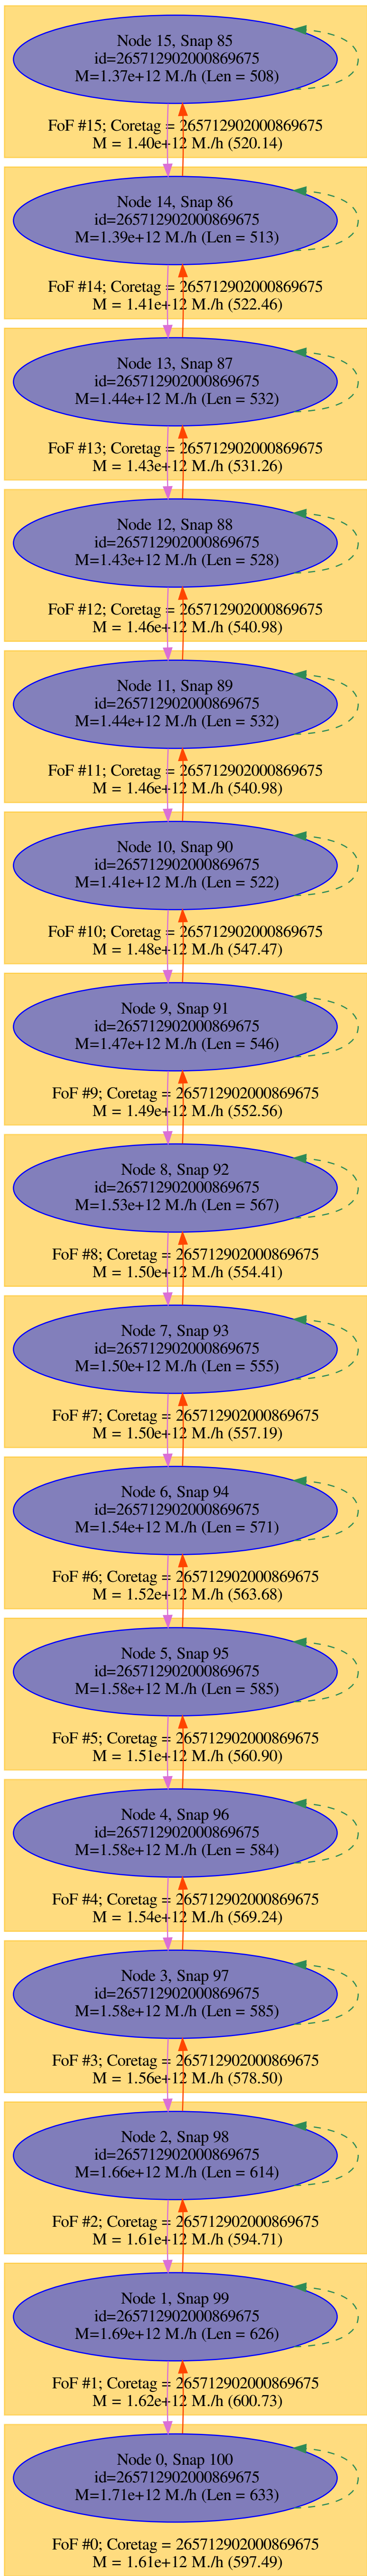 Node 15, Snap 85
id=265712902000869675
M=1.37e+12 M./h (Len = 508)
FoF #15; Coretag = 265712902000869675
M = 1.40e+12 M./h (520.14)
Node 14, Snap 86
id=265712902000869675
M=1.39e+12 M./h (Len = 513)
FoF #14; Coretag = 265712902000869675
M = 1.41e+12 M./h (522.46)
Node 13, Snap 87
id=265712902000869675
M=1.44e+12 M./h (Len = 532)
FoF #13; Coretag = 265712902000869675
M = 1.43e+12 M./h (531.26)
Node 12, Snap 88
id=265712902000869675
M=1.43e+12 M./h (Len = 528)
FoF #12; Coretag = 265712902000869675
M = 1.46e+12 M./h (540.98)
Node 11, Snap 89
id=265712902000869675
M=1.44e+12 M./h (Len = 532)
FoF #11; Coretag = 265712902000869675
M = 1.46e+12 M./h (540.98)
Node 10, Snap 90
id=265712902000869675
M=1.41e+12 M./h (Len = 522)
FoF #10; Coretag = 265712902000869675
M = 1.48e+12 M./h (547.47)
Node 9, Snap 91
id=265712902000869675
M=1.47e+12 M./h (Len = 546)
FoF #9; Coretag = 265712902000869675
M = 1.49e+12 M./h (552.56)
Node 8, Snap 92
id=265712902000869675
M=1.53e+12 M./h (Len = 567)
FoF #8; Coretag = 265712902000869675
M = 1.50e+12 M./h (554.41)
Node 7, Snap 93
id=265712902000869675
M=1.50e+12 M./h (Len = 555)
FoF #7; Coretag = 265712902000869675
M = 1.50e+12 M./h (557.19)
Node 6, Snap 94
id=265712902000869675
M=1.54e+12 M./h (Len = 571)
FoF #6; Coretag = 265712902000869675
M = 1.52e+12 M./h (563.68)
Node 5, Snap 95
id=265712902000869675
M=1.58e+12 M./h (Len = 585)
FoF #5; Coretag = 265712902000869675
M = 1.51e+12 M./h (560.90)
Node 4, Snap 96
id=265712902000869675
M=1.58e+12 M./h (Len = 584)
FoF #4; Coretag = 265712902000869675
M = 1.54e+12 M./h (569.24)
Node 3, Snap 97
id=265712902000869675
M=1.58e+12 M./h (Len = 585)
FoF #3; Coretag = 265712902000869675
M = 1.56e+12 M./h (578.50)
Node 2, Snap 98
id=265712902000869675
M=1.66e+12 M./h (Len = 614)
FoF #2; Coretag = 265712902000869675
M = 1.61e+12 M./h (594.71)
Node 1, Snap 99
id=265712902000869675
M=1.69e+12 M./h (Len = 626)
FoF #1; Coretag = 265712902000869675
M = 1.62e+12 M./h (600.73)
Node 0, Snap 100
id=265712902000869675
M=1.71e+12 M./h (Len = 633)
FoF #0; Coretag = 265712902000869675
M = 1.61e+12 M./h (597.49)